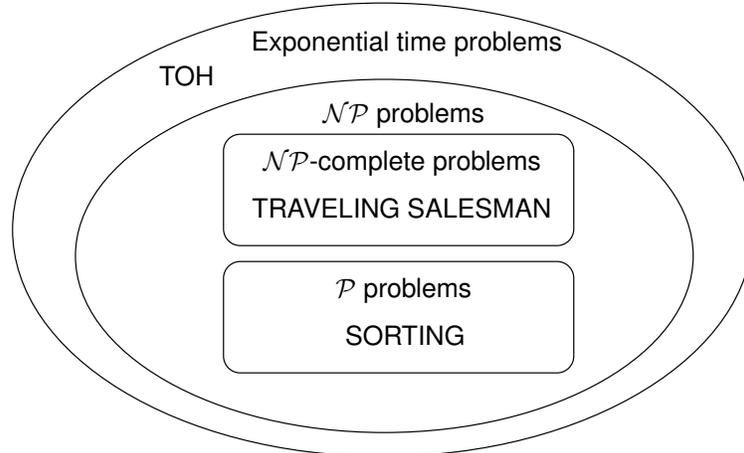 Exponential time problems
TOH
𝒩𝒫 problems
𝒩𝒫-complete problems
TRAVELING SALESMAN
𝒫 problems
SORTING